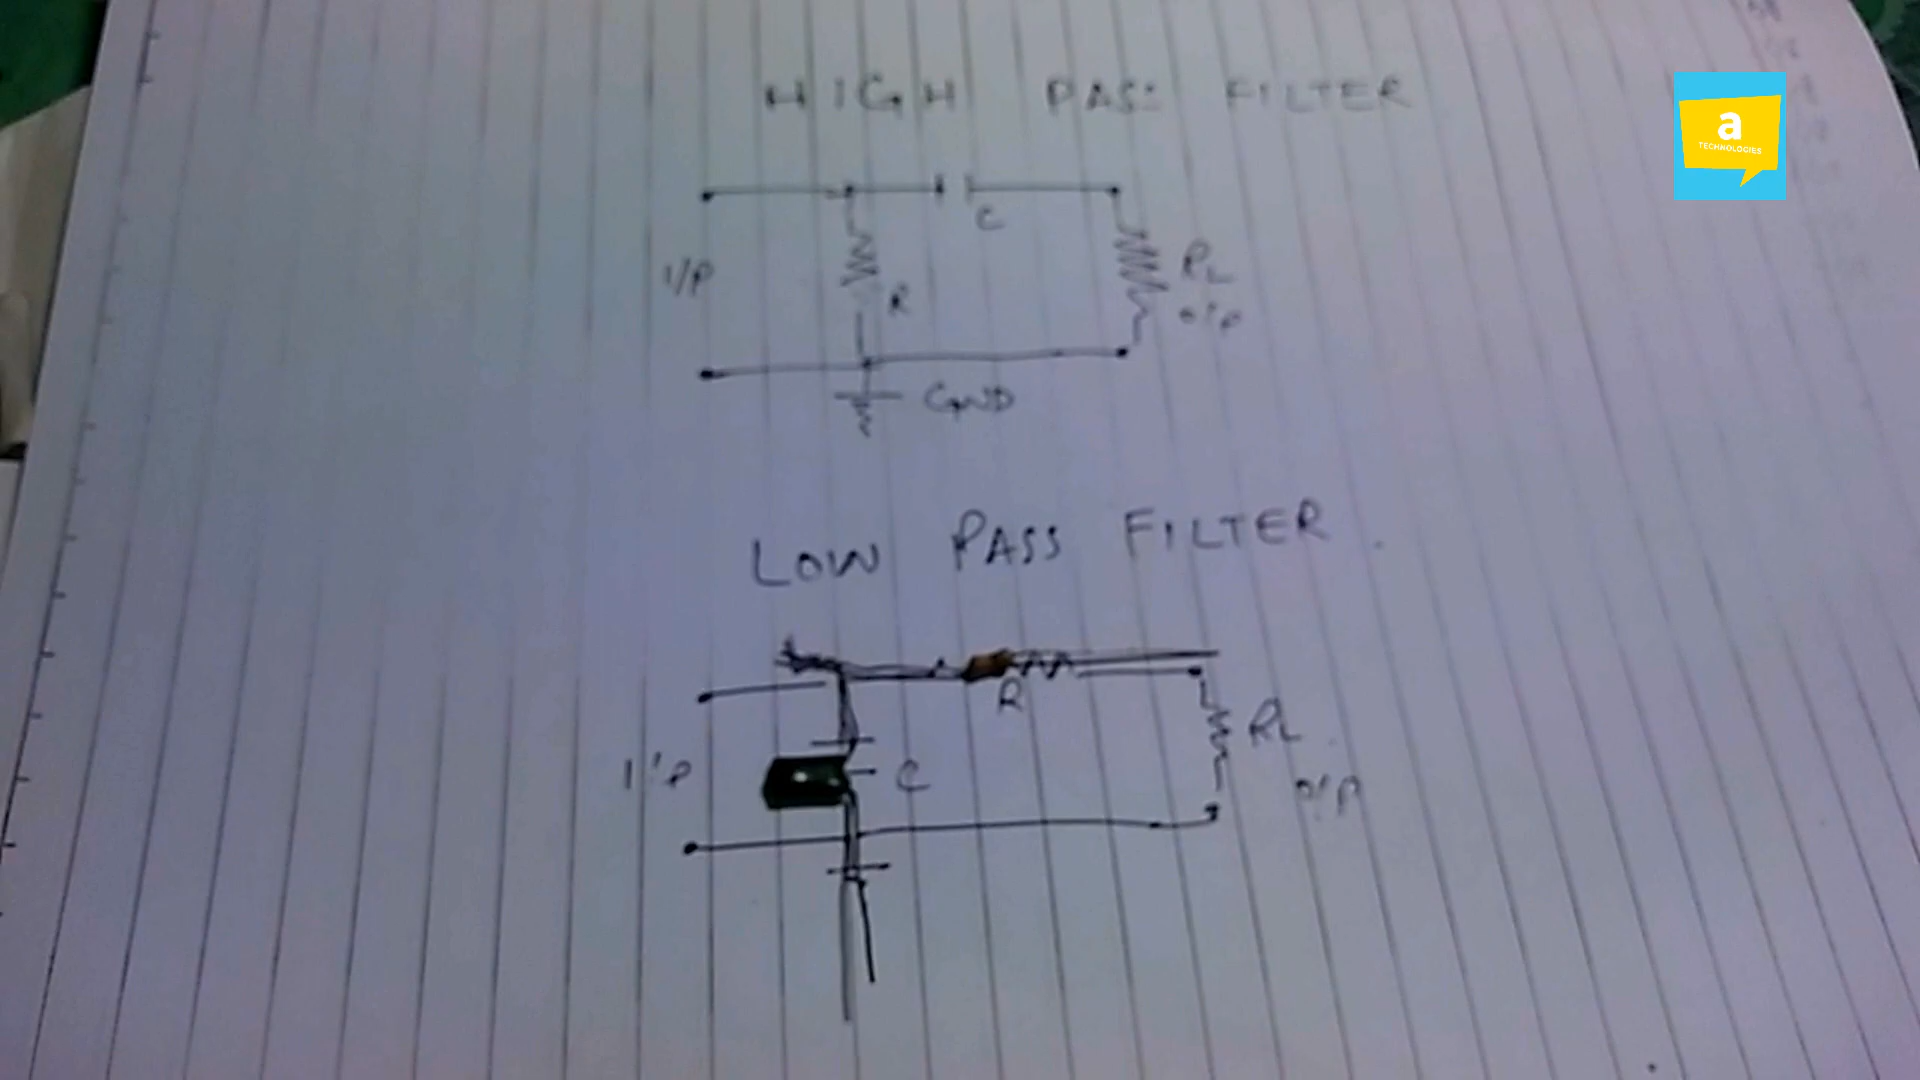 HIGH PASS FILTER
a
TECHNOLOGIES
C
I/P
R
RL
O/P
GND
LOW PASS FILTER.
R
RL
I/P
C
O/P